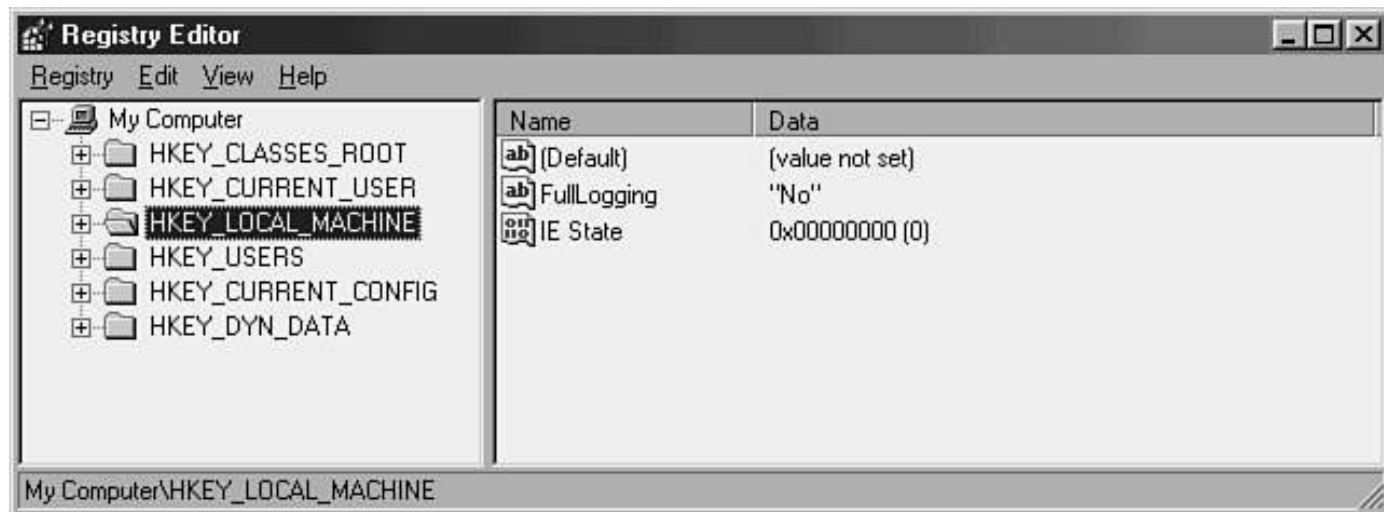 Registry Editor
Registry Edit View Help
My Computer
HKEY_CLASSES_ROOT
HKEY_CURRENT_USER
HKEY_LOCAL_MACHINE
HKEY_USERS
HKEY_CURRENT_CONFIG
HKEY_DYN_DATA
Name Data
(Default) (value not set)
FullLogging "No"
IE State 0x00000000 (0)
My Computer\HKEY_LOCAL_MACHINE